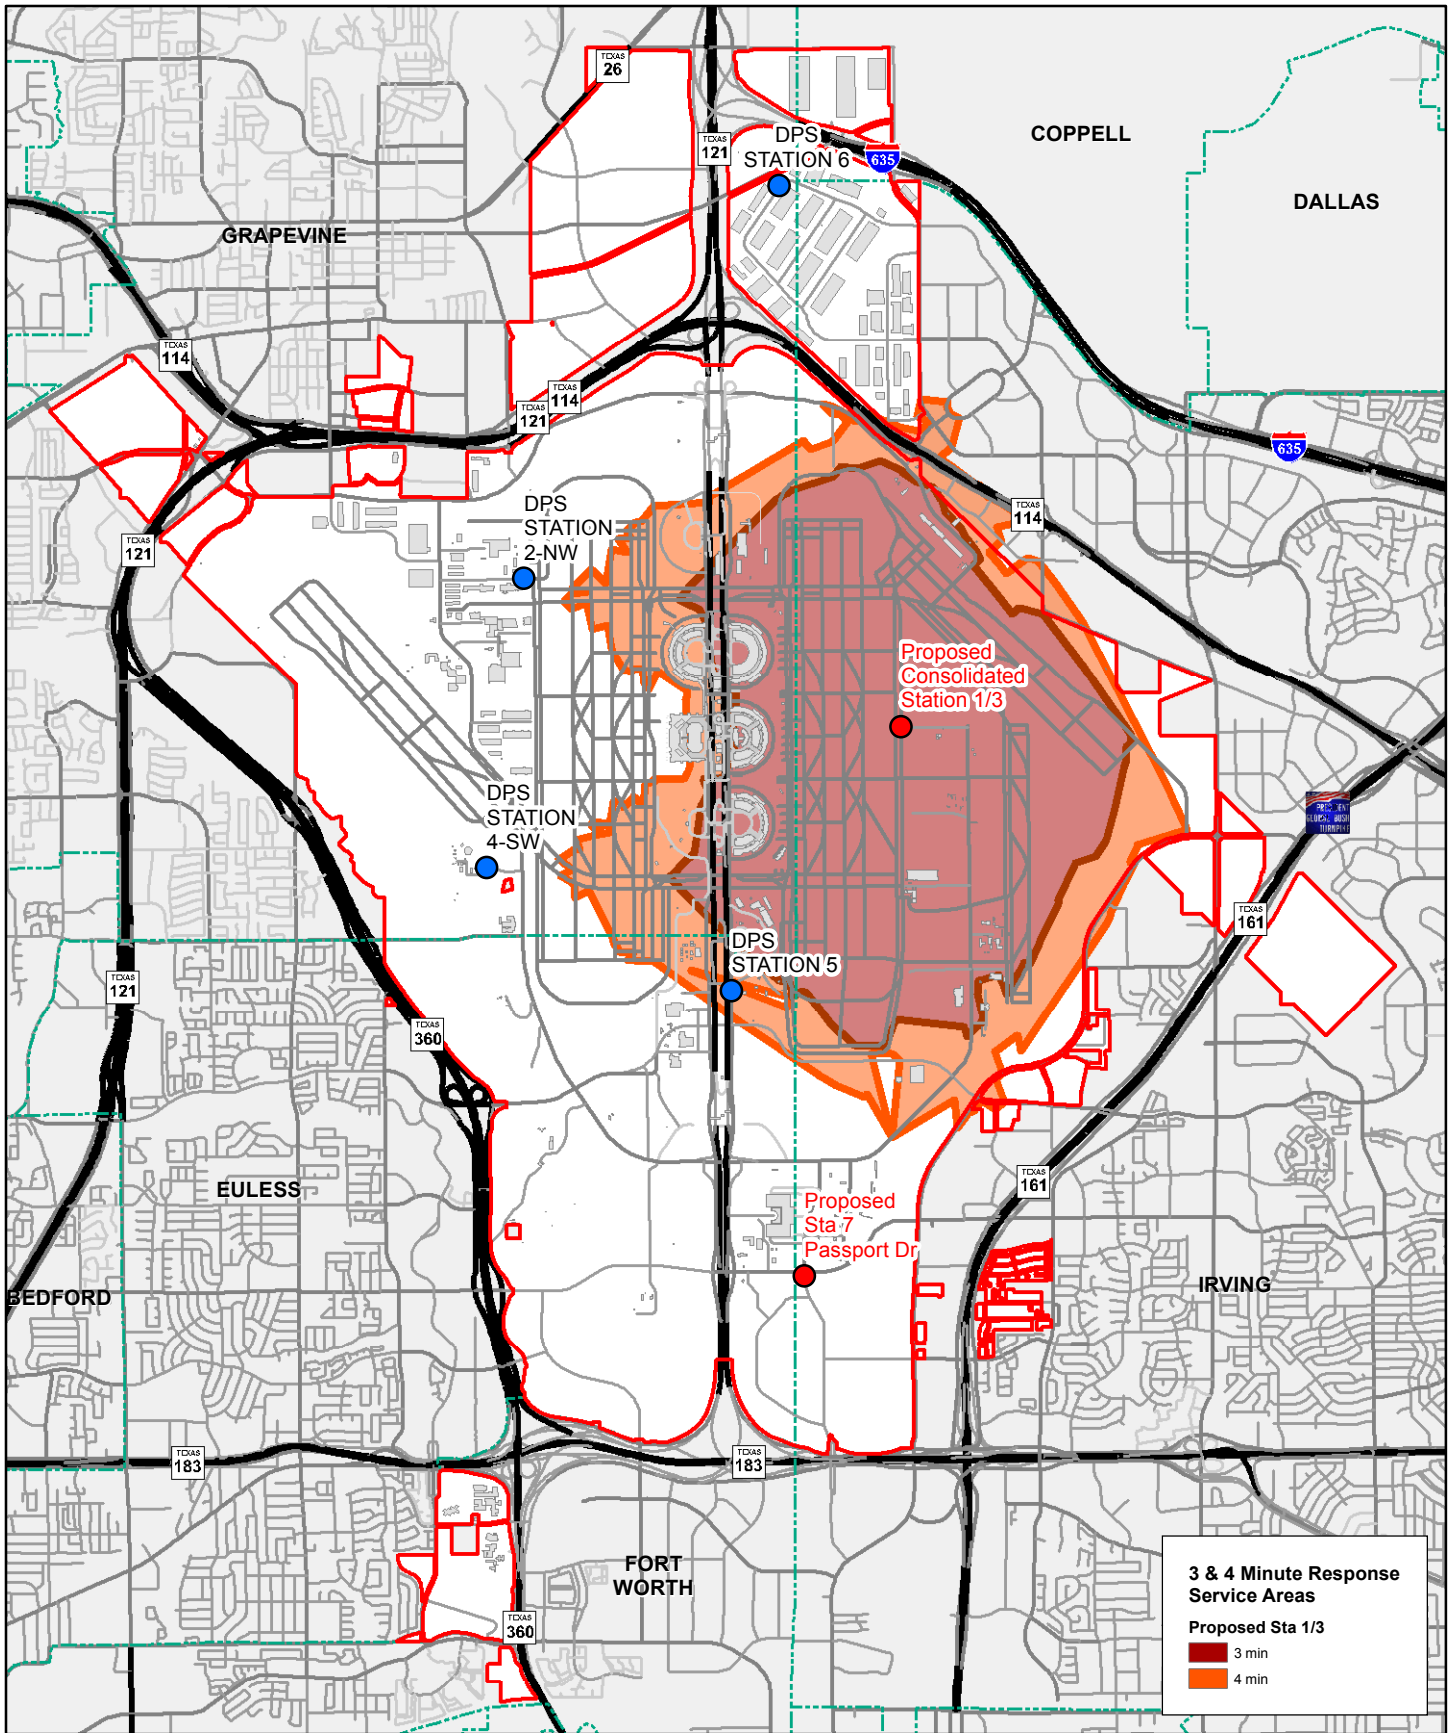 TEXAS
26
COPPELL
TEXAS
121
DPS
STATION 6
635
DALLAS
GRAPEVINE
TEXAS
114
TEXAS
114
TEXAS
121
635
DPS
STATION
2-NW
TEXAS
114
TEXAS
121
Proposed
Consolidated
Station 1/3
DPS
STATION
4-SW
PRESIDENT
GEORGE BUSH
TURNPIKE
TEXAS
161
DPS
STATION 5
TEXAS
121
TEXAS
360
EULESS
TEXAS
161
Proposed
Sta 7
Passport Dr
IRVING
BEDFORD
TEXAS
183
TEXAS
183
FORT
WORTH
TEXAS
360
3 & 4 Minute Response
Service Areas
Proposed Sta 1/3
3 min
4 min